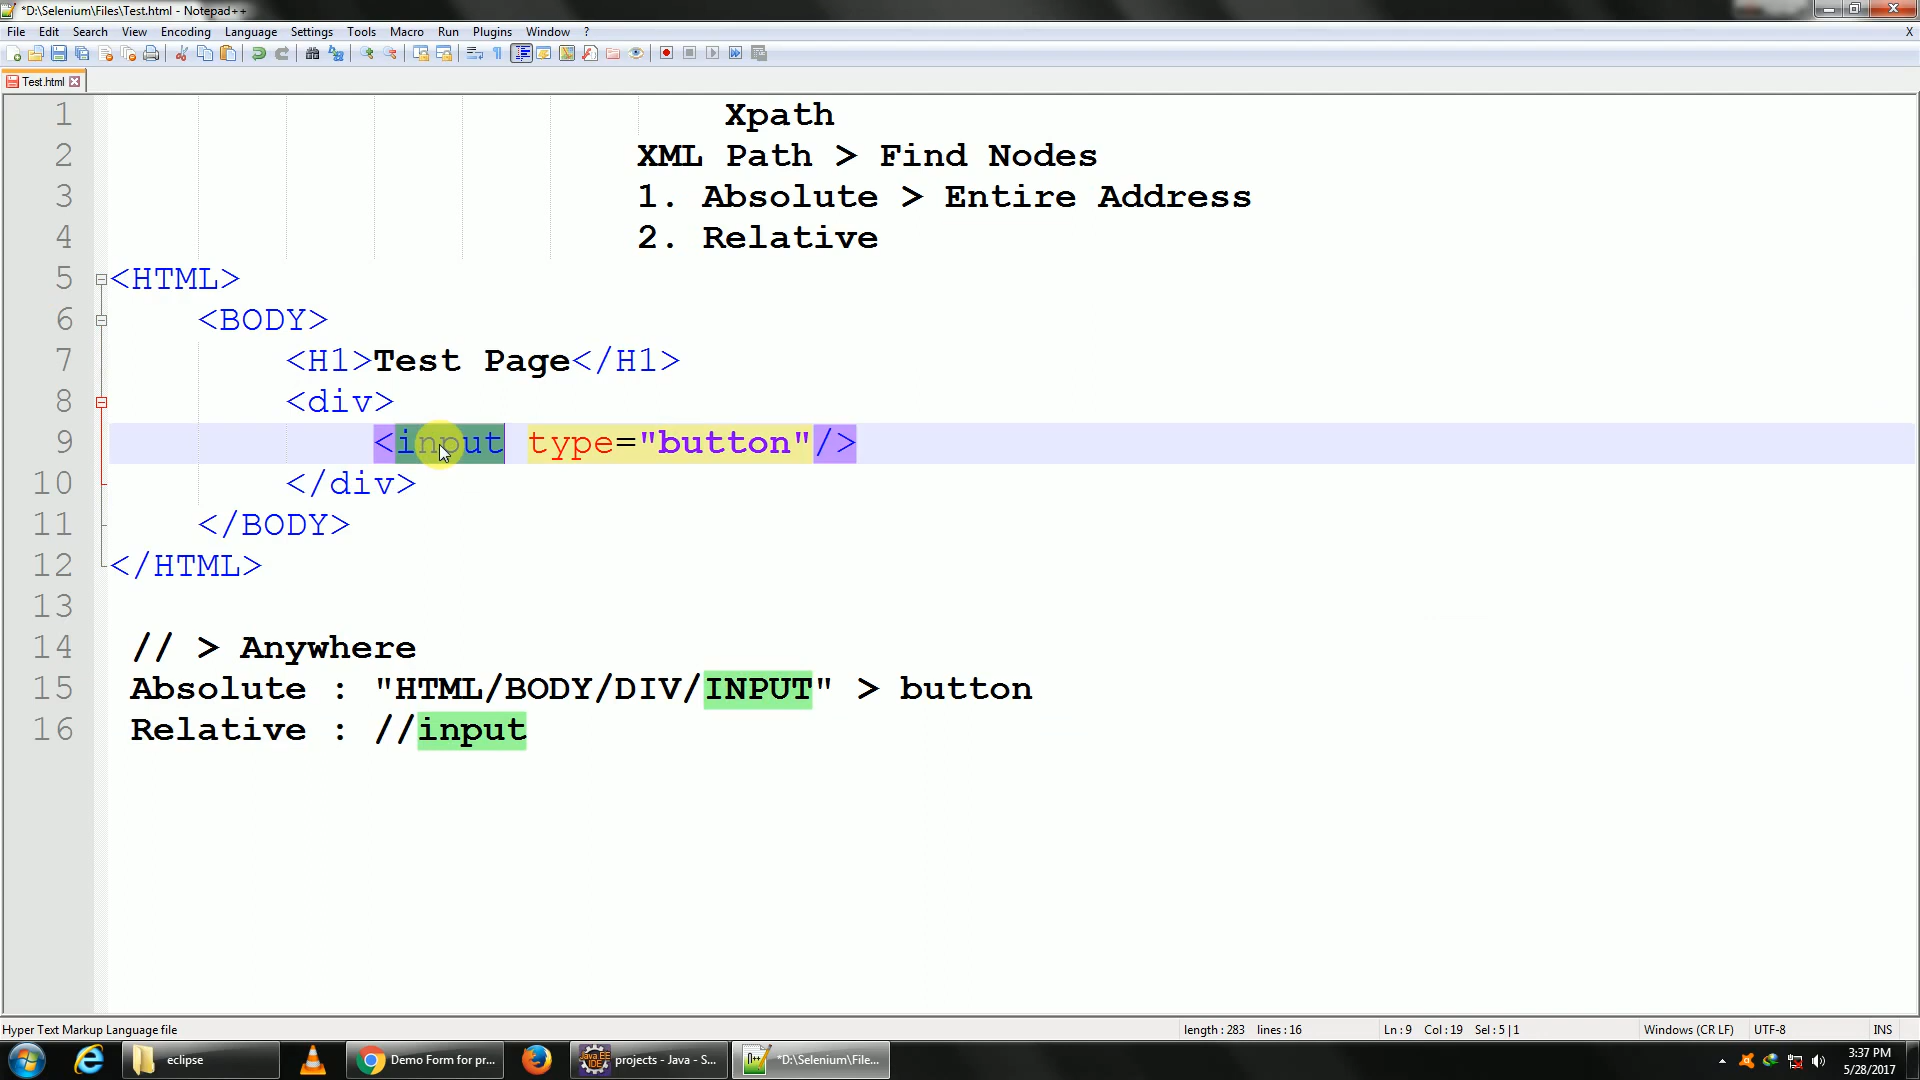 *D:\Selenium\Files\Test.html - Notepad++
File Edit Search View Encoding Language Settings Tools Macro Run Plugins Window ? X
Test.html
1 Xpath
2 XML Path > Find Nodes
3 1. Absolute > Entire Address
4 2. Relative
5 <HTML>
6 <BODY>
7 <H1>Test Page</H1>
8 <div>
9 <input type="button"/>
10 </div>
11 </BODY>
12 </HTML>
13
14 // > Anywhere
15 Absolute : "HTML/BODY/DIV/INPUT" > button
16 Relative : //input
Hyper Text Markup Language file length : 283 lines : 16 Ln : 9 Col : 19 Sel : 5 | 1 Windows (CR LF) UTF-8 INS
eclipse Demo Form for pr... Java EE IDE projects - Java - S... *D:\Selenium\File... 3:37 PM
5/28/2017